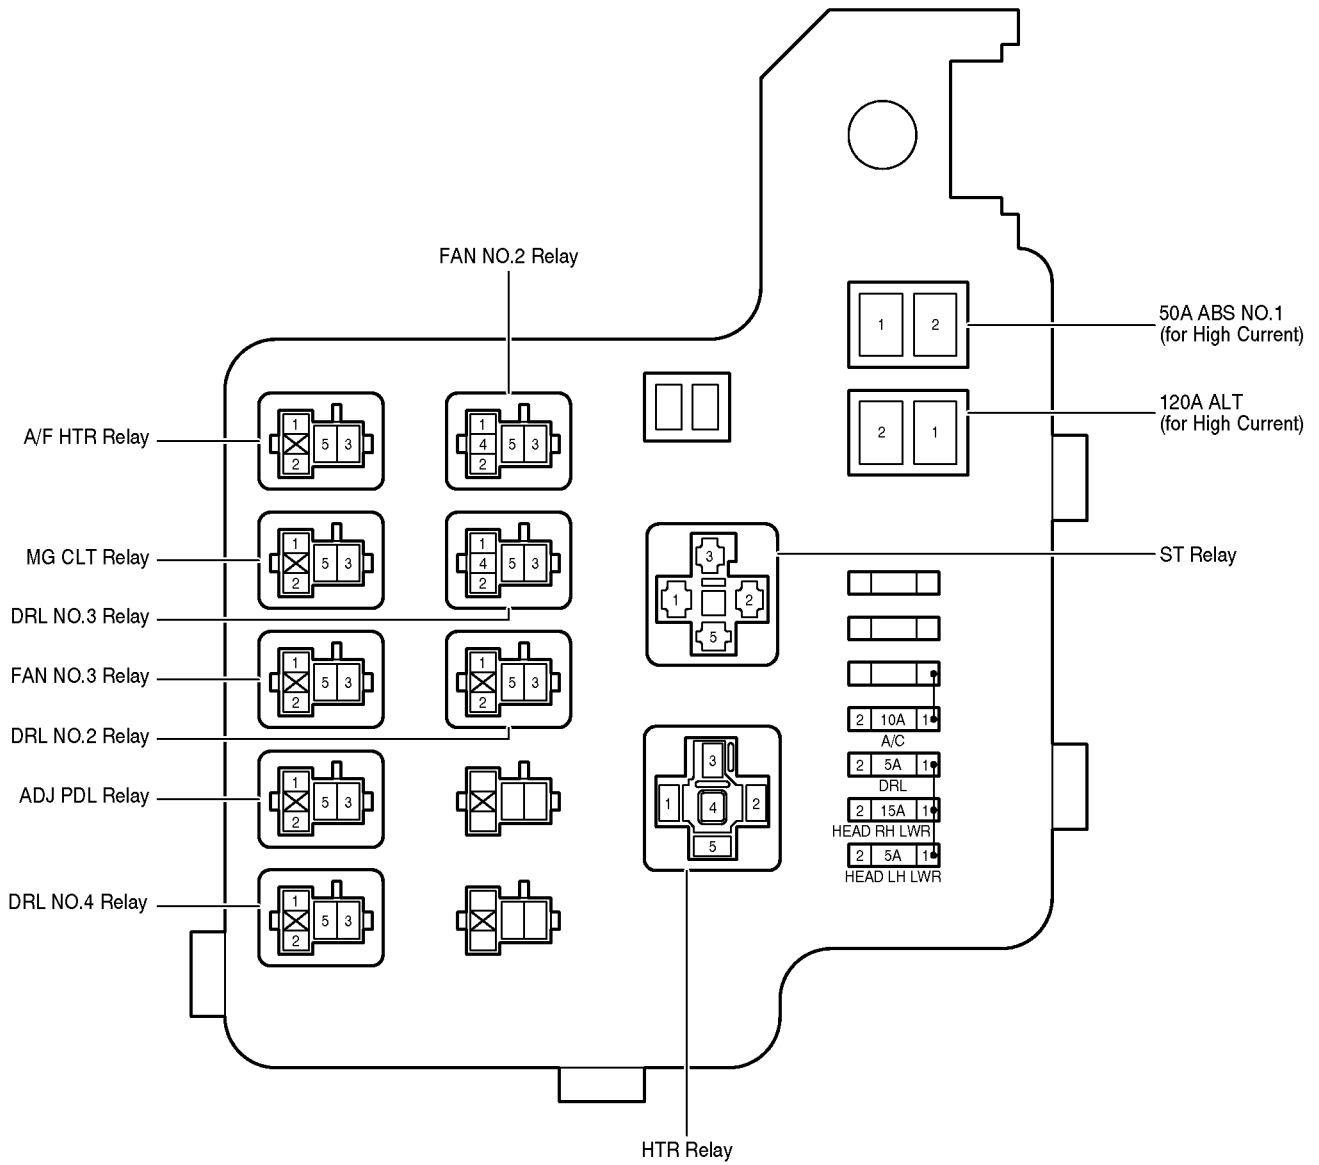 FAN NO.2 Relay
50A ABS NO.1
(for High Current)
1 2
120A ALT
(for High Current)
2 1
A/F HTR Relay
1
5 3
2
1
4 5 3
2
MG CLT Relay
1
5 3
2
1
4 5 3
2
DRL NO.3 Relay
ST Relay
3
1 2
5
FAN NO.3 Relay
1
5 3
2
1
5 3
2
DRL NO.2 Relay
2 10A 1
A/C
2 5A 1
DRL
2 15A 1
HEAD RH LWR
2 5A 1
HEAD LH LWR
ADJ PDL Relay
1
5 3
2
3
1 4 2
5
DRL NO.4 Relay
1
5 3
2
HTR Relay